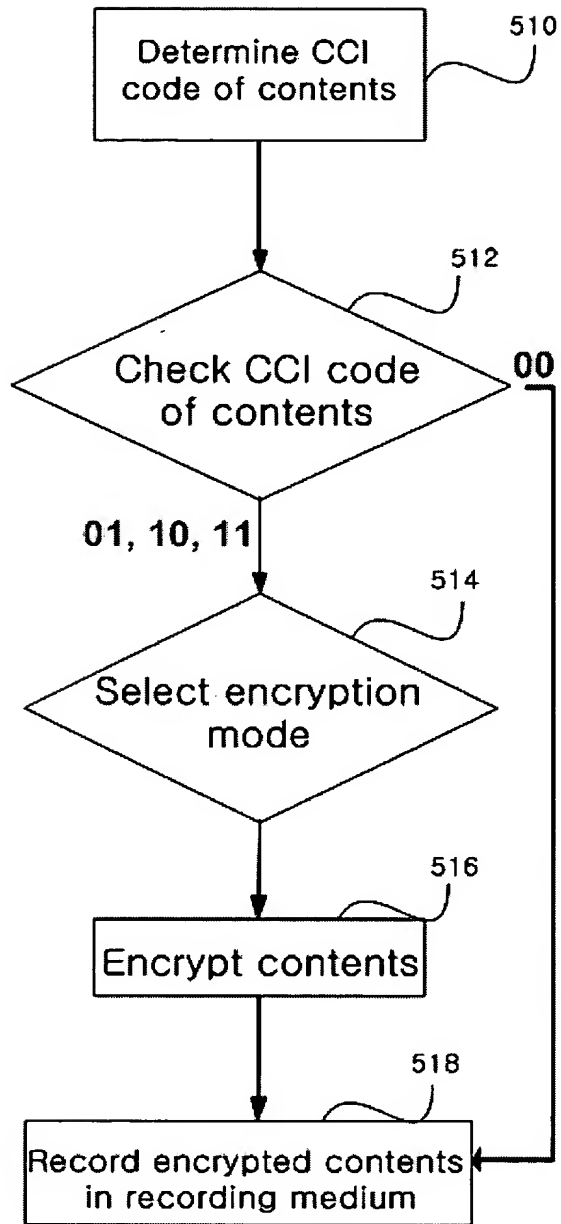 Determine CCI
code of contents
510
512
Check CCI code
of contents
00
01, 10, 11
514
Select encryption
mode
516
Encrypt contents
518
Record encrypted contents
in recording medium